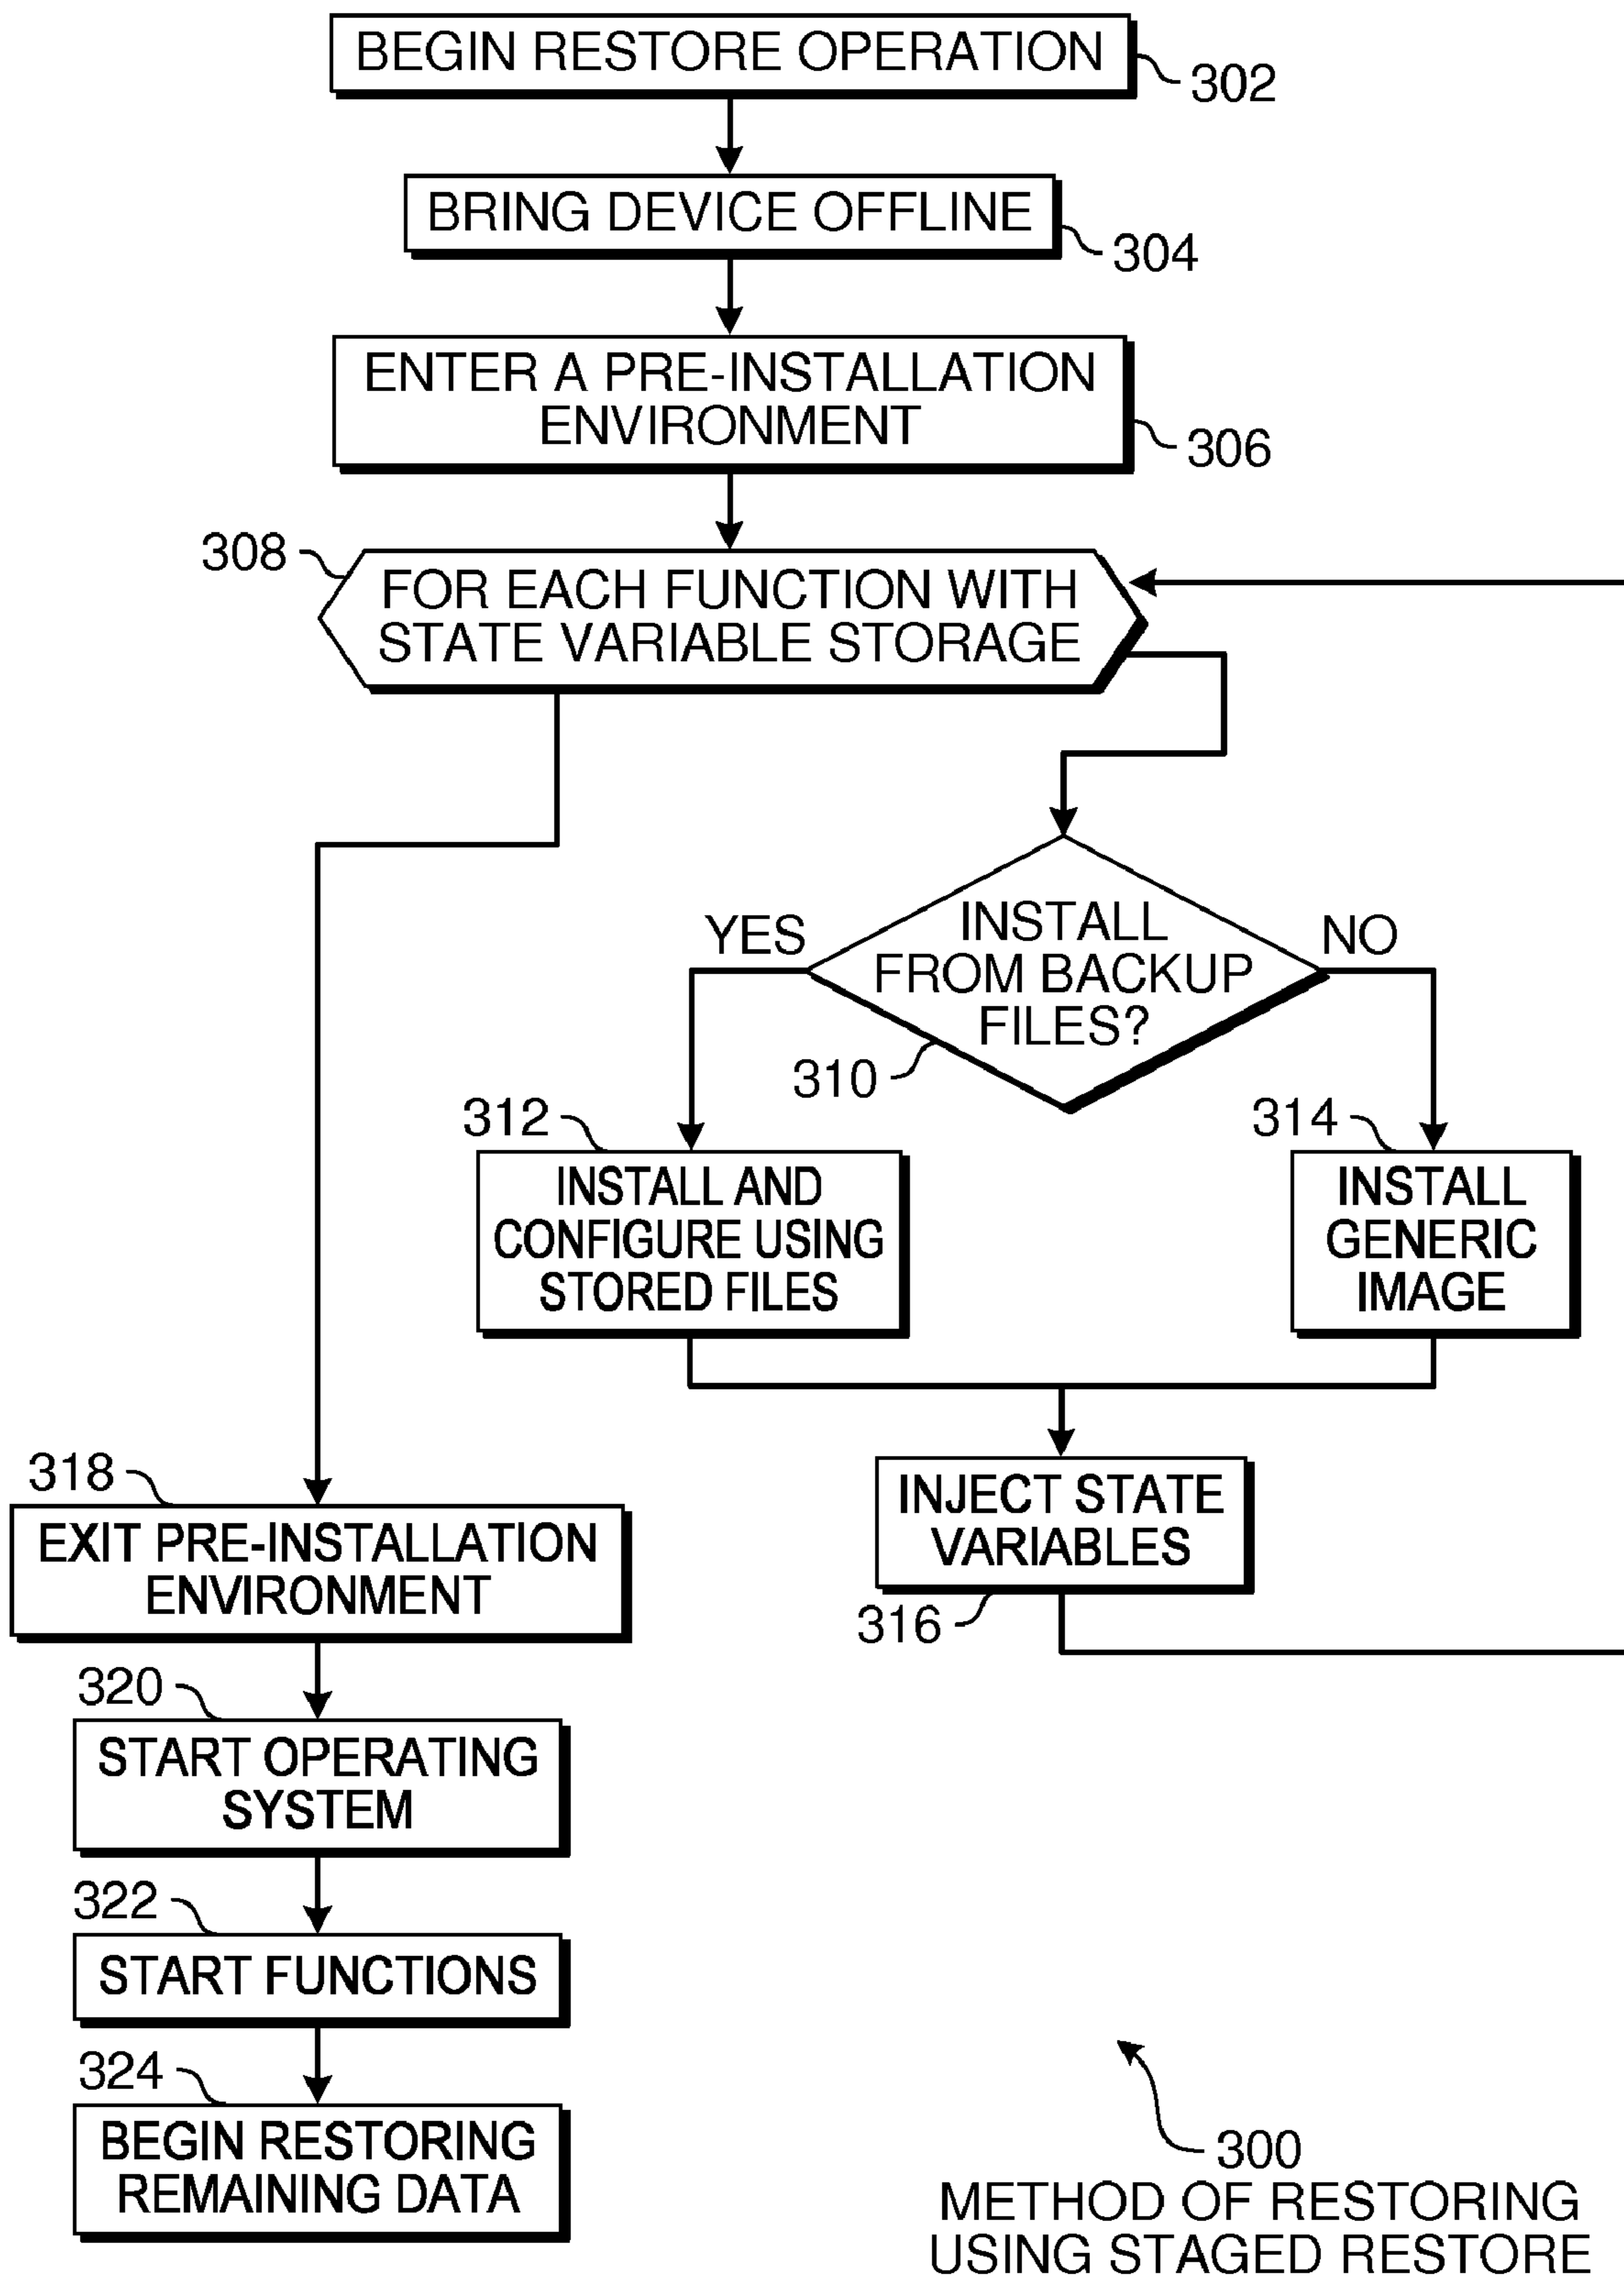 BEGIN RESTORE OPERATION
302
BRING DEVICE OFFLINE
304
ENTER A PRE-INSTALLATION
ENVIRONMENT
306
308
FOR EACH FUNCTION WITH
STATE VARIABLE STORAGE
YES
INSTALL
FROM BACKUP
FILES?
NO
310
312
INSTALL AND
CONFIGURE USING
STORED FILES
314
INSTALL
GENERIC
IMAGE
INJECT STATE
VARIABLES
316
318
EXIT PRE-INSTALLATION
ENVIRONMENT
320
START OPERATING
SYSTEM
322
START FUNCTIONS
324
BEGIN RESTORING
REMAINING DATA
300
METHOD OF RESTORING
USING STAGED RESTORE